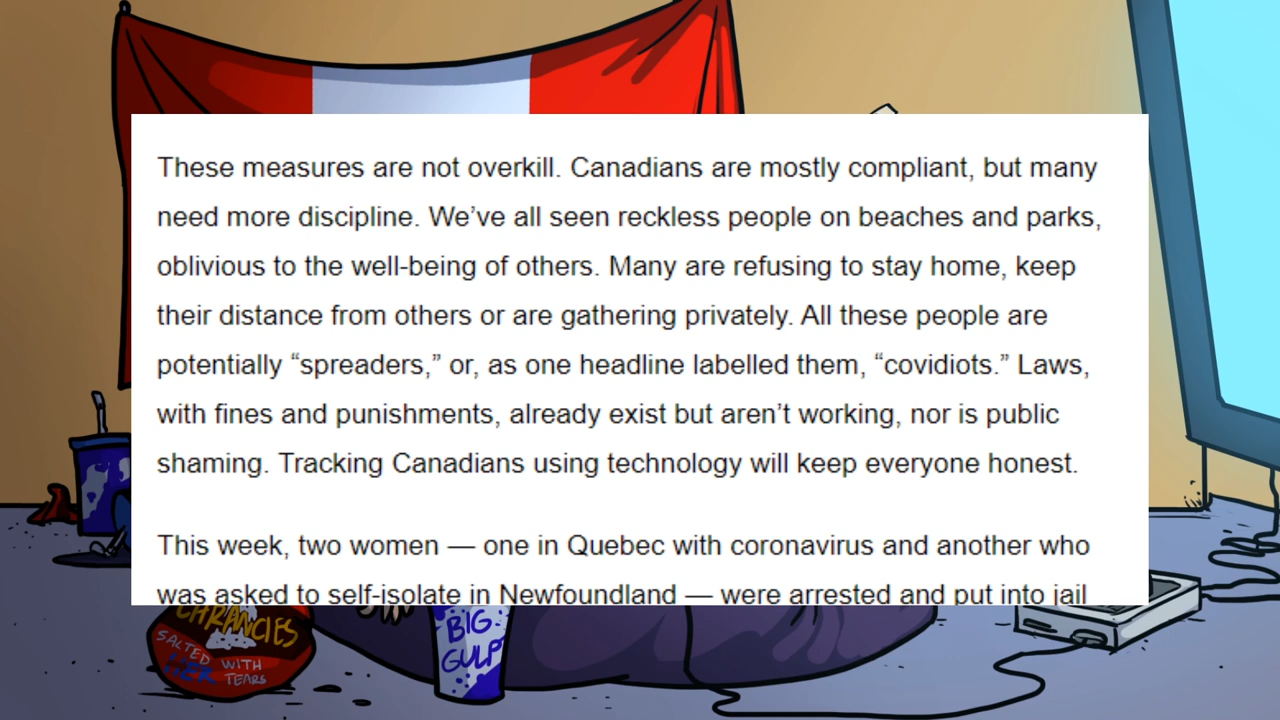 These measures are not overkill. Canadians are mostly compliant, but many
need more discipline. We’ve all seen reckless people on beaches and parks,
oblivious to the well-being of others. Many are refusing to stay home, keep
their distance from others or are gathering privately. All these people are
potentially “spreaders,” or, as one headline labelled them, “covidiots.” Laws,
with fines and punishments, already exist but aren’t working, nor is public
shaming. Tracking Canadians using technology will keep everyone honest.
This week, two women — one in Quebec with coronavirus and another who
was asked to self-isolate in Newfoundland — were arrested and put into jail
SALTED WITH
HER TEARS
BIG
GULP